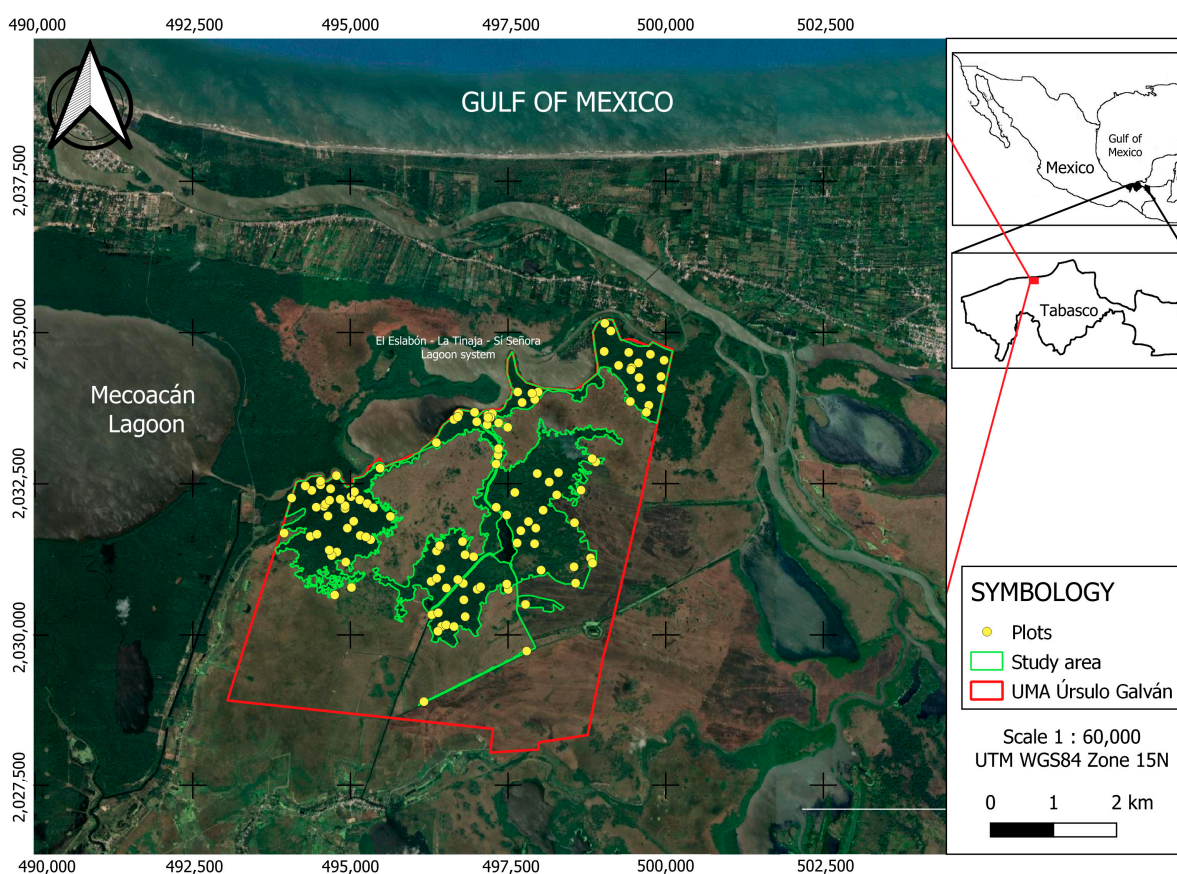 490,000 492,500 495,000 497,500 500,000 502,500
GULF OF MEXICO
Gulf of
Mexico
Mexico
2,037,500
Tabasco
2,035,000
El Eslabón - La Tinaja - Sí Señora
Lagoon system
Mecoacán
Lagoon
2,032,500
SYMBOLOGY
Plots
Study area
UMA Úrsulo Galván
2,030,000
Scale 1 : 60,000
UTM WGS84 Zone 15N
2,027,500
0 1 2 km
490,000 492,500 495,000 497,500 500,000 502,500